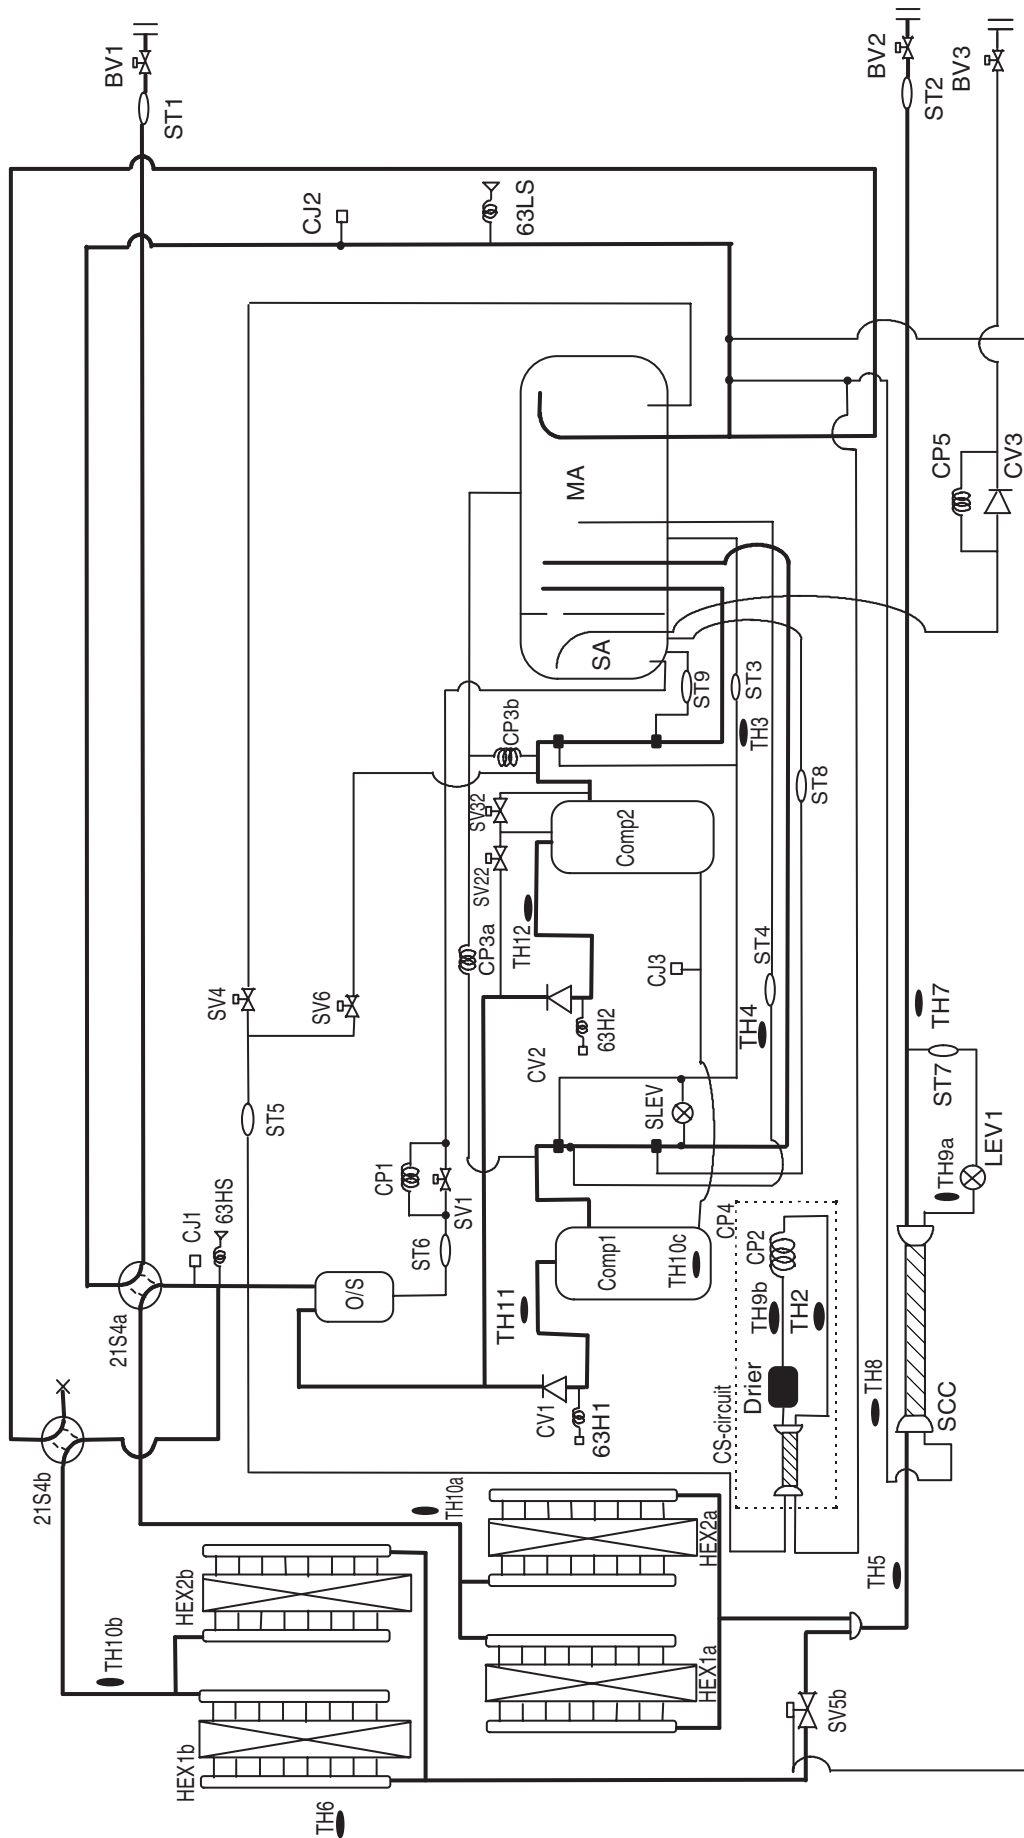 BV1
ST1
BV2
ST2
BV3
CJ2
63LS
MA
SA
CP5
CV3
ST9
ST3
TH3
ST8
CP3b
SV32
SV22
Comp2
TH12
CP3a
CJ3
ST4
TH4
SV4
SV6
63H2
CV2
SLEV
ST5
CP1
SV1
ST6
TH7
ST7
LEV1
TH9a
CJ1
63HS
21S4a
O/S
Comp1
TH10c
TH11
CP4
CP2
TH9b
TH2
CS-circuit
Drier
TH8
SCC
CV1
63H1
21S4b
TH10a
HEX2a
HEX2b
TH5
TH10b
HEX1a
HEX1b
SV5b
TH6